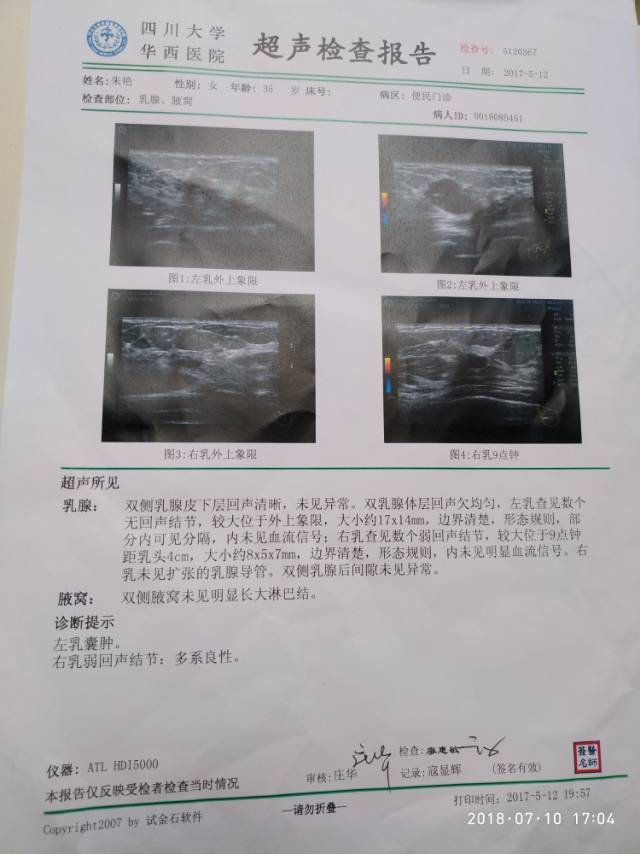 四川大学
华西医院
超声检查报告
检查号: 5120367
日 期: 2017-5-12
姓名:朱艳 性别: 女 年龄: 35 岁 床号: 病区: 便民门诊
检查部位: 乳腺。腋窝 病人ID: 0018085451
图1:左乳外上象限
图2:左乳外上象限
图3:右乳外上象限
图4:右乳9点钟
超声所见
乳腺: 双侧乳腺皮下层回声清晰，未见异常。双乳腺体层回声欠均匀，左乳查见数个
无回声结节，较大位于外上象限，大小约17x14mm，边界清楚，形态规则，部
分内可见分隔，内未见血流信号；右乳查见数个弱回声结节，较大位于9点钟
距乳头4cm，大小约8x5x7mm，边界清楚，形态规则，内未见明显血流信号。右
乳未见扩张的乳腺导管。双侧乳腺后间隙未见异常。
腋窝: 双侧腋窝未见明显长大淋巴结。
诊断提示
左乳囊肿。
右乳弱回声结节：多系良性。
仪器: ATL HDI5000
审核: 庄华
检查:
记录: 寇显辉 (签名有效)
签医
名師
本报告仅反映受检者检查当时情况
—请勿折叠—
打印时间: 2017-5-12 19:57
Copyright2007 by 试金石软件
2018-07-10 17:04